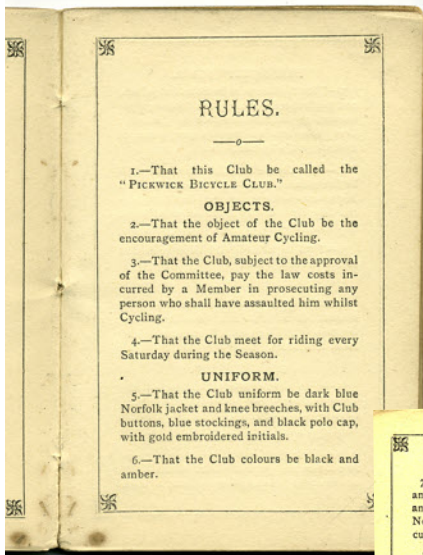 RULES.
1.—That this Club be called the
"PICKWICK BICYCLE CLUB."
OBJECTS.
2.—That the object of the Club be the
encouragement of Amateur Cycling.
3.—That the Club, subject to the approval
of the Committee, pay the law costs in-
curred by a Member in prosecuting any
person who shall have assaulted him whilst
Cycling.
4.—That the Club meet for riding every
Saturday during the Season.
UNIFORM.
5.—That the Club uniform be dark blue
Norfolk jacket and knee breeches, with Club
buttons, blue stockings, and black polo cap,
with gold embroidered initials.
6.—That the Club colours be black and
amber.